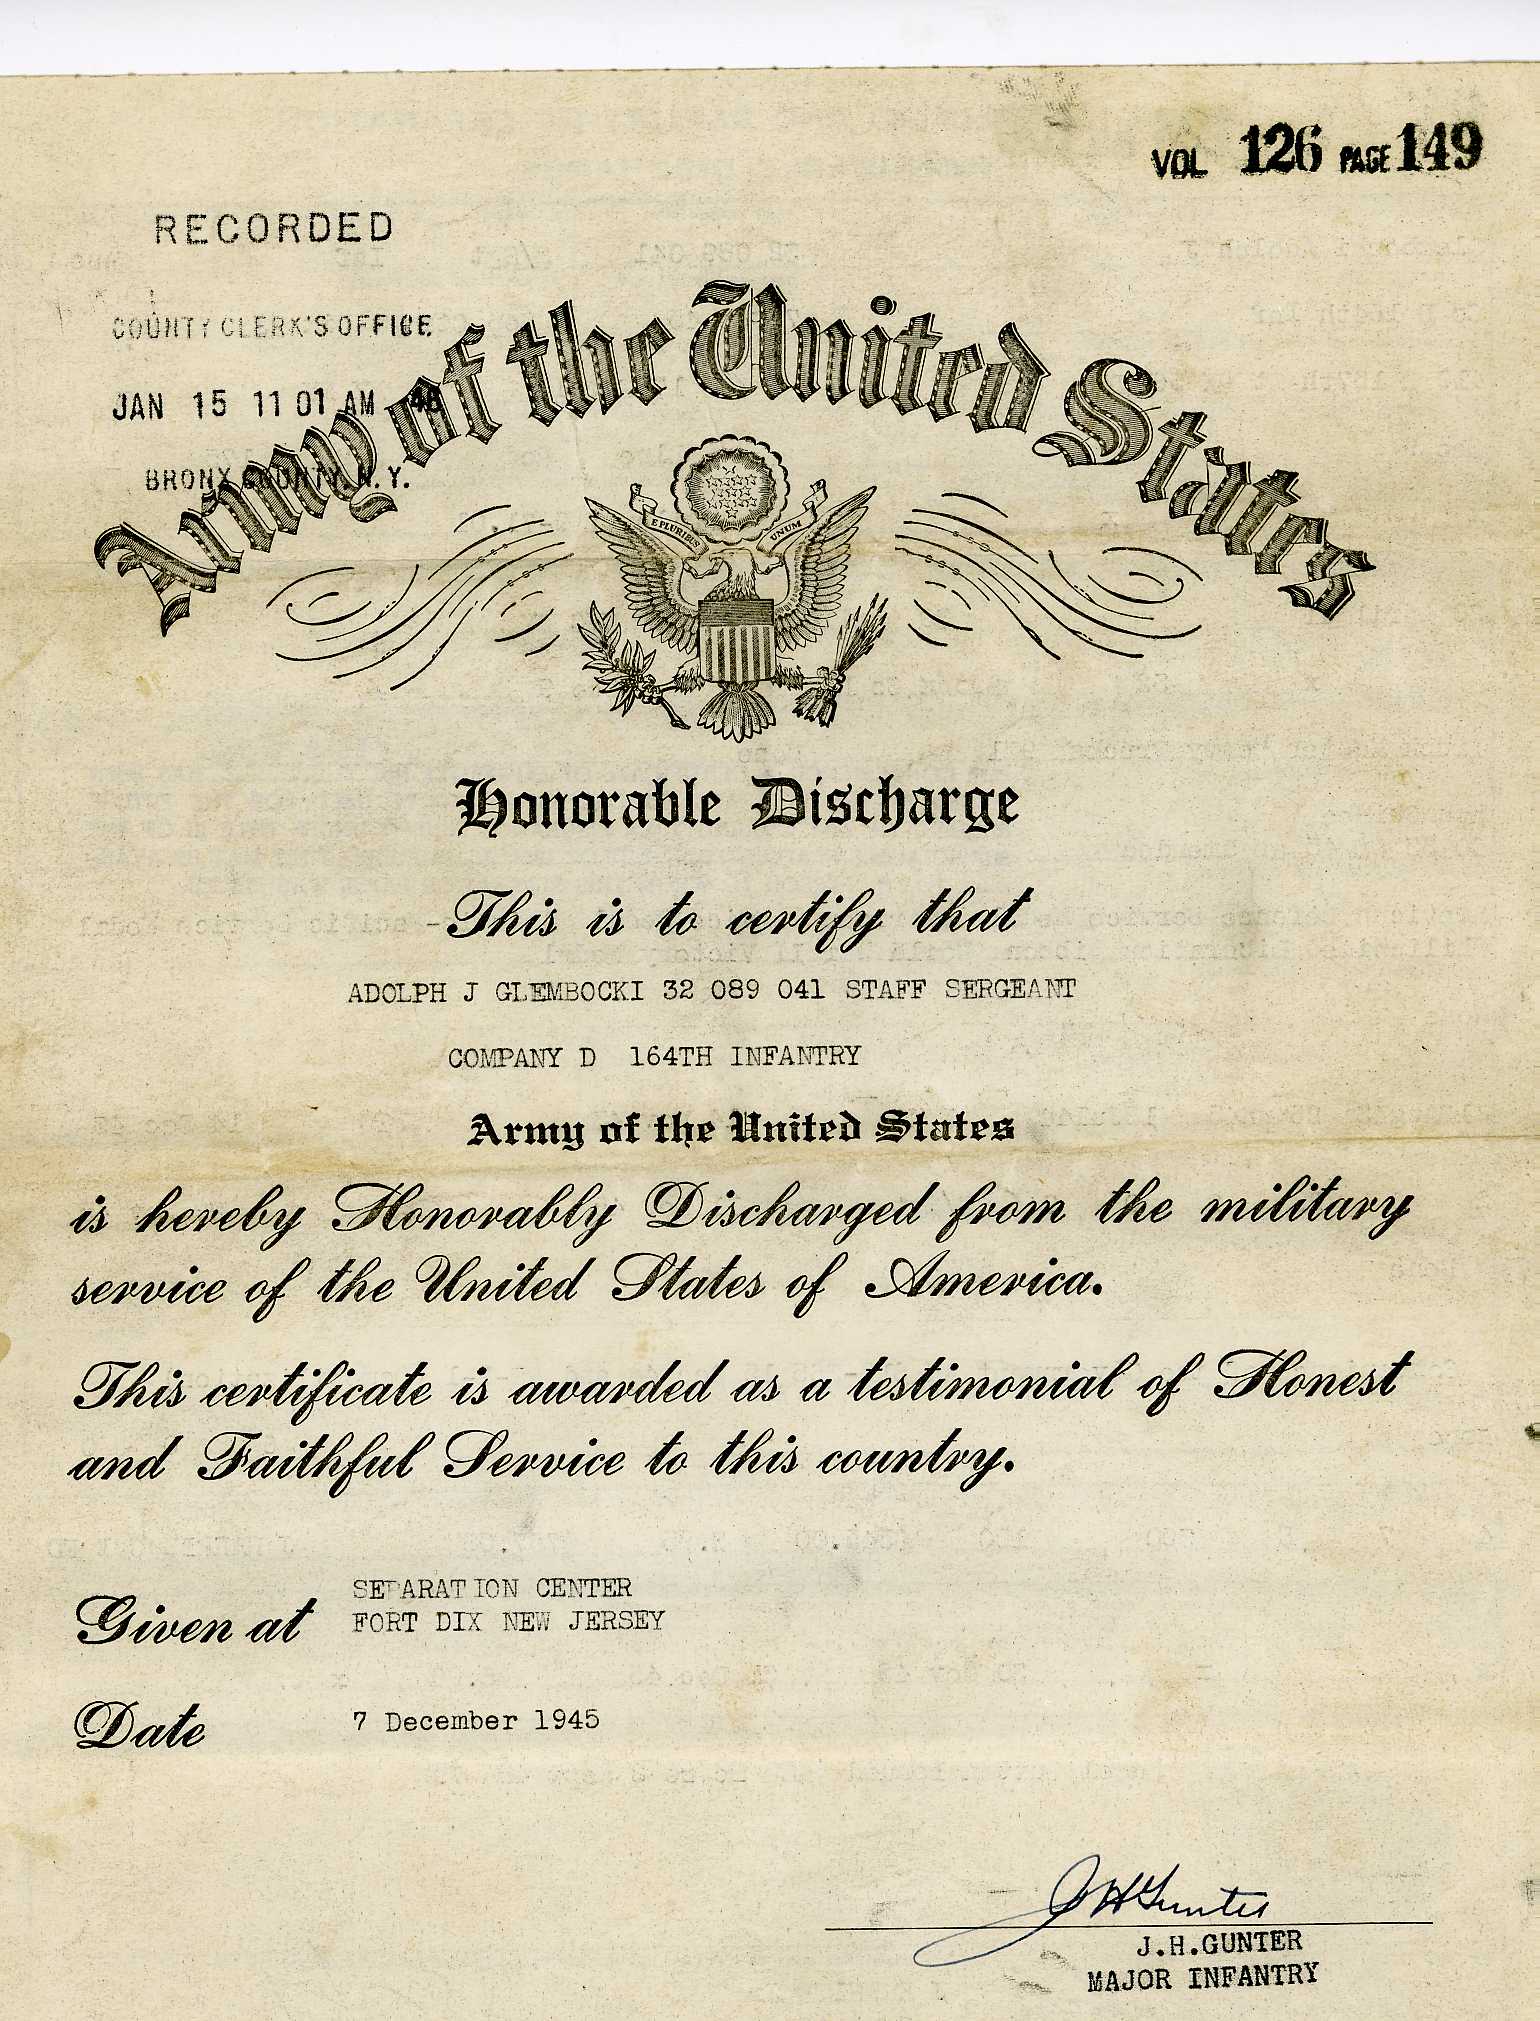 VOL 126 PAGE 149
RECORDED
COUNTY CLERK'S OFFICE
JAN 15 11 01 AM '46
BRONX COUNTY, N.Y.
Army of the United States
E PLURIBUS UNUM
Honorable Discharge
This is to certify that
ADOLPH J GLEMBOCKI 32 089 041 STAFF SERGEANT
COMPANY D 164TH INFANTRY
Army of the United States
is hereby Honorably Discharged from the military
service of the United States of America.
This certificate is awarded as a testimonial of Honest
and Faithful Service to this country.
Given at SEPARATION CENTER
FORT DIX NEW JERSEY
Date 7 December 1945
J H Gunter
J.H.GUNTER
MAJOR INFANTRY